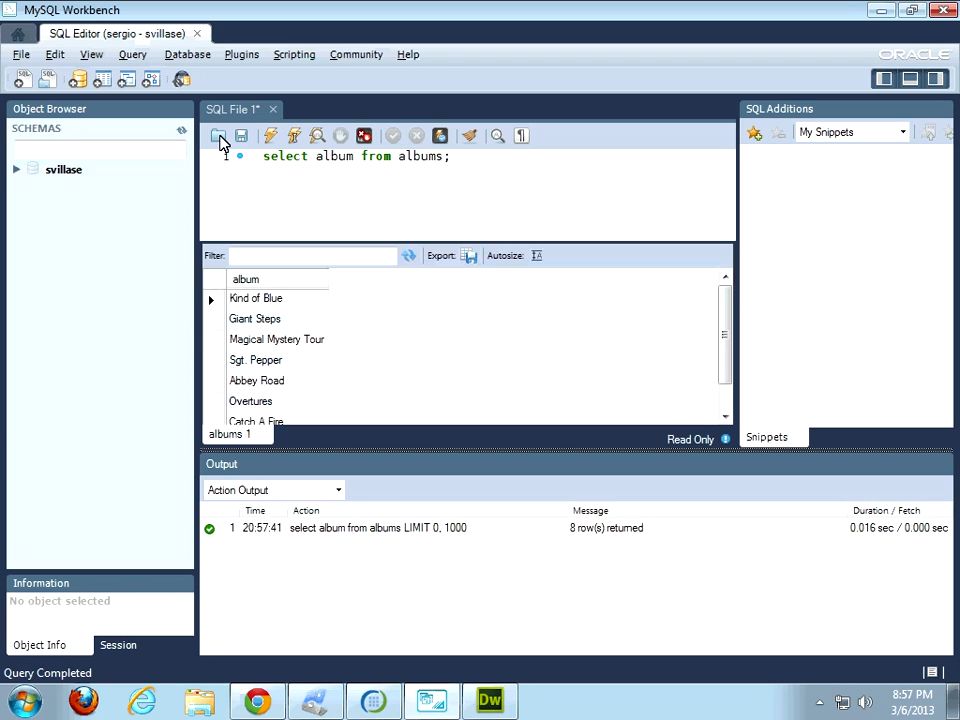 MySQL Workbench
SQL Editor (sergio - svillase) ×
File Edit View Query Database Plugins Scripting Community Help
ORACLE
Object Browser
SCHEMAS
svillase
SQL File 1* ×
1 select album from albums;
SQL Additions
My Snippets
Filter: Export: Autosize:
album
Kind of Blue
Giant Steps
Magical Mystery Tour
Sgt. Pepper
Abbey Road
Overtures
Catch A Fire
albums 1
Read Only
Snippets
Output
Action Output
Time Action Message Duration / Fetch
1 20:57:41 select album from albums LIMIT 0, 1000 8 row(s) returned 0.016 sec / 0.000 sec
Information
No object selected
Object Info Session
Query Completed
Dw
8:57 PM
3/6/2013